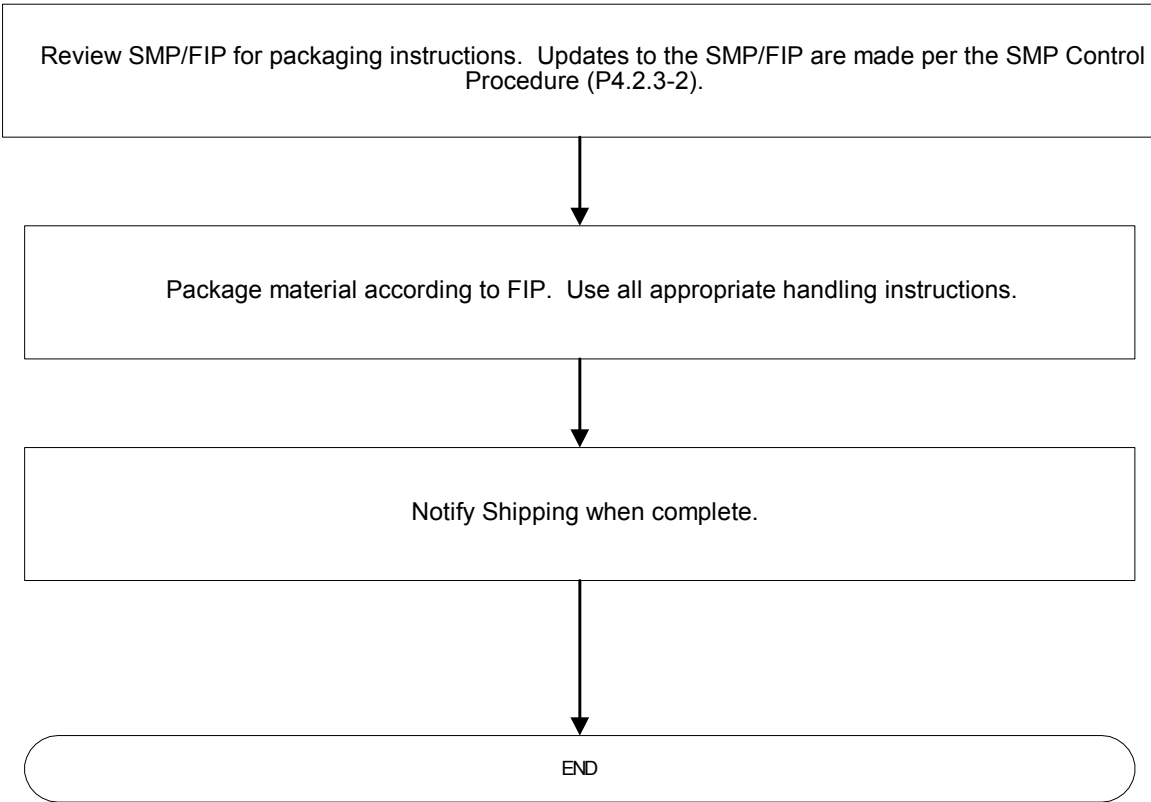 Review SMP/FIP for packaging instructions.  Updates to the SMP/FIP are made per the SMP Control
Procedure (P4.2.3-2).
Package material according to FIP.  Use all appropriate handling instructions.
Notify Shipping when complete.
END